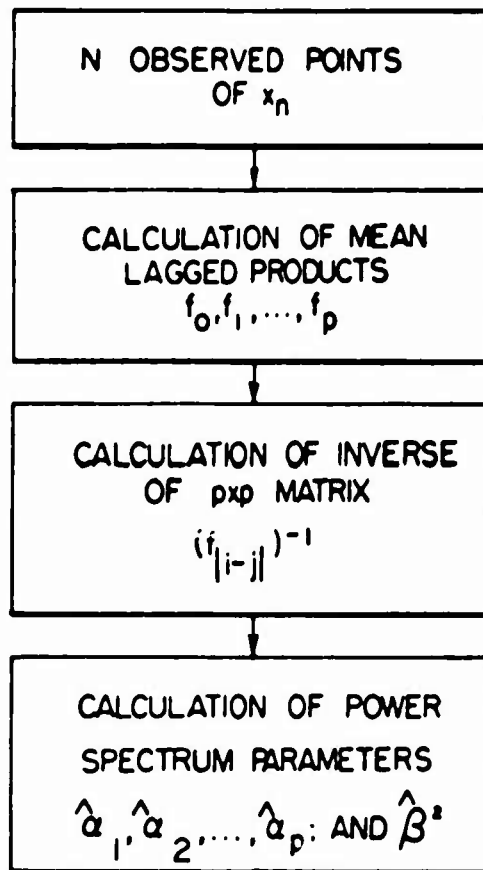 N OBSERVED POINTS
OF xₙ
CALCULATION OF MEAN
LAGGED PRODUCTS
f₀, f₁, ..., fₚ
CALCULATION OF INVERSE
OF pxp MATRIX
(f|i-j|)⁻¹
CALCULATION OF POWER
SPECTRUM PARAMETERS
α̂₁, α̂₂, ..., α̂ₚ: AND β̂²